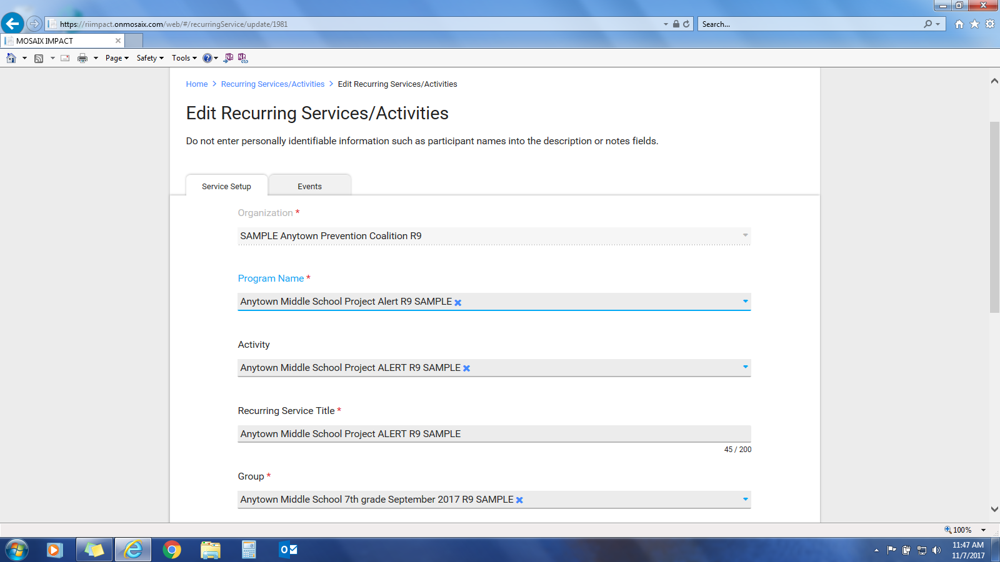 https://riimpact.onmosaix.com/web/#/recurringService/update/1981
Search...
MOSAIX IMPACT
Page Safety Tools
Home > Recurring Services/Activities > Edit Recurring Services/Activities
Edit Recurring Services/Activities
Do not enter personally identifiable information such as participant names into the description or notes fields.
Service Setup
Events
Organization *
SAMPLE Anytown Prevention Coalition R9
Program Name *
Anytown Middle School Project Alert R9 SAMPLE
Activity
Anytown Middle School Project ALERT R9 SAMPLE
Recurring Service Title *
Anytown Middle School Project ALERT R9 SAMPLE
45 / 200
Group *
Anytown Middle School 7th grade September 2017 R9 SAMPLE
100%
11:47 AM
11/7/2017